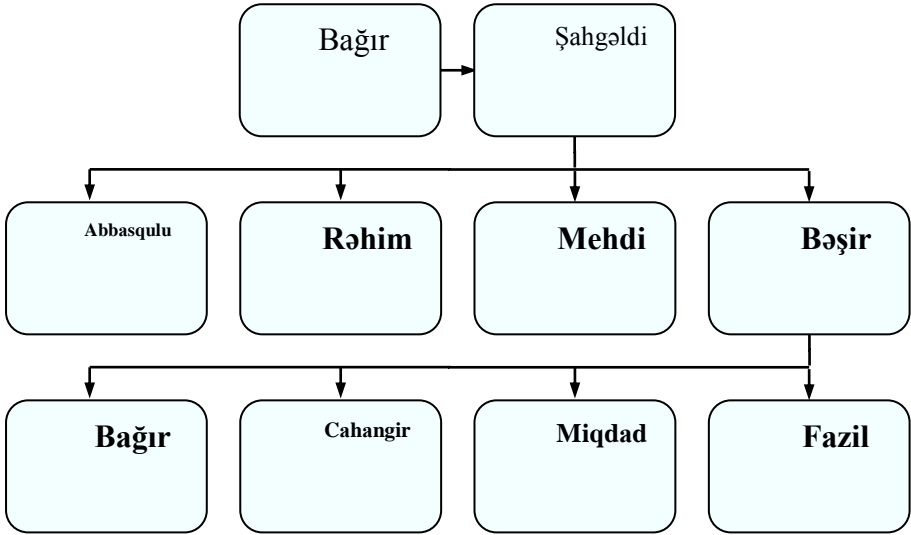 Bağır
Şahgəldi
Abbasqulu
Rəhim
Mehdi
Bəşir
Bağır
Cahangir
Miqdad
Fazil